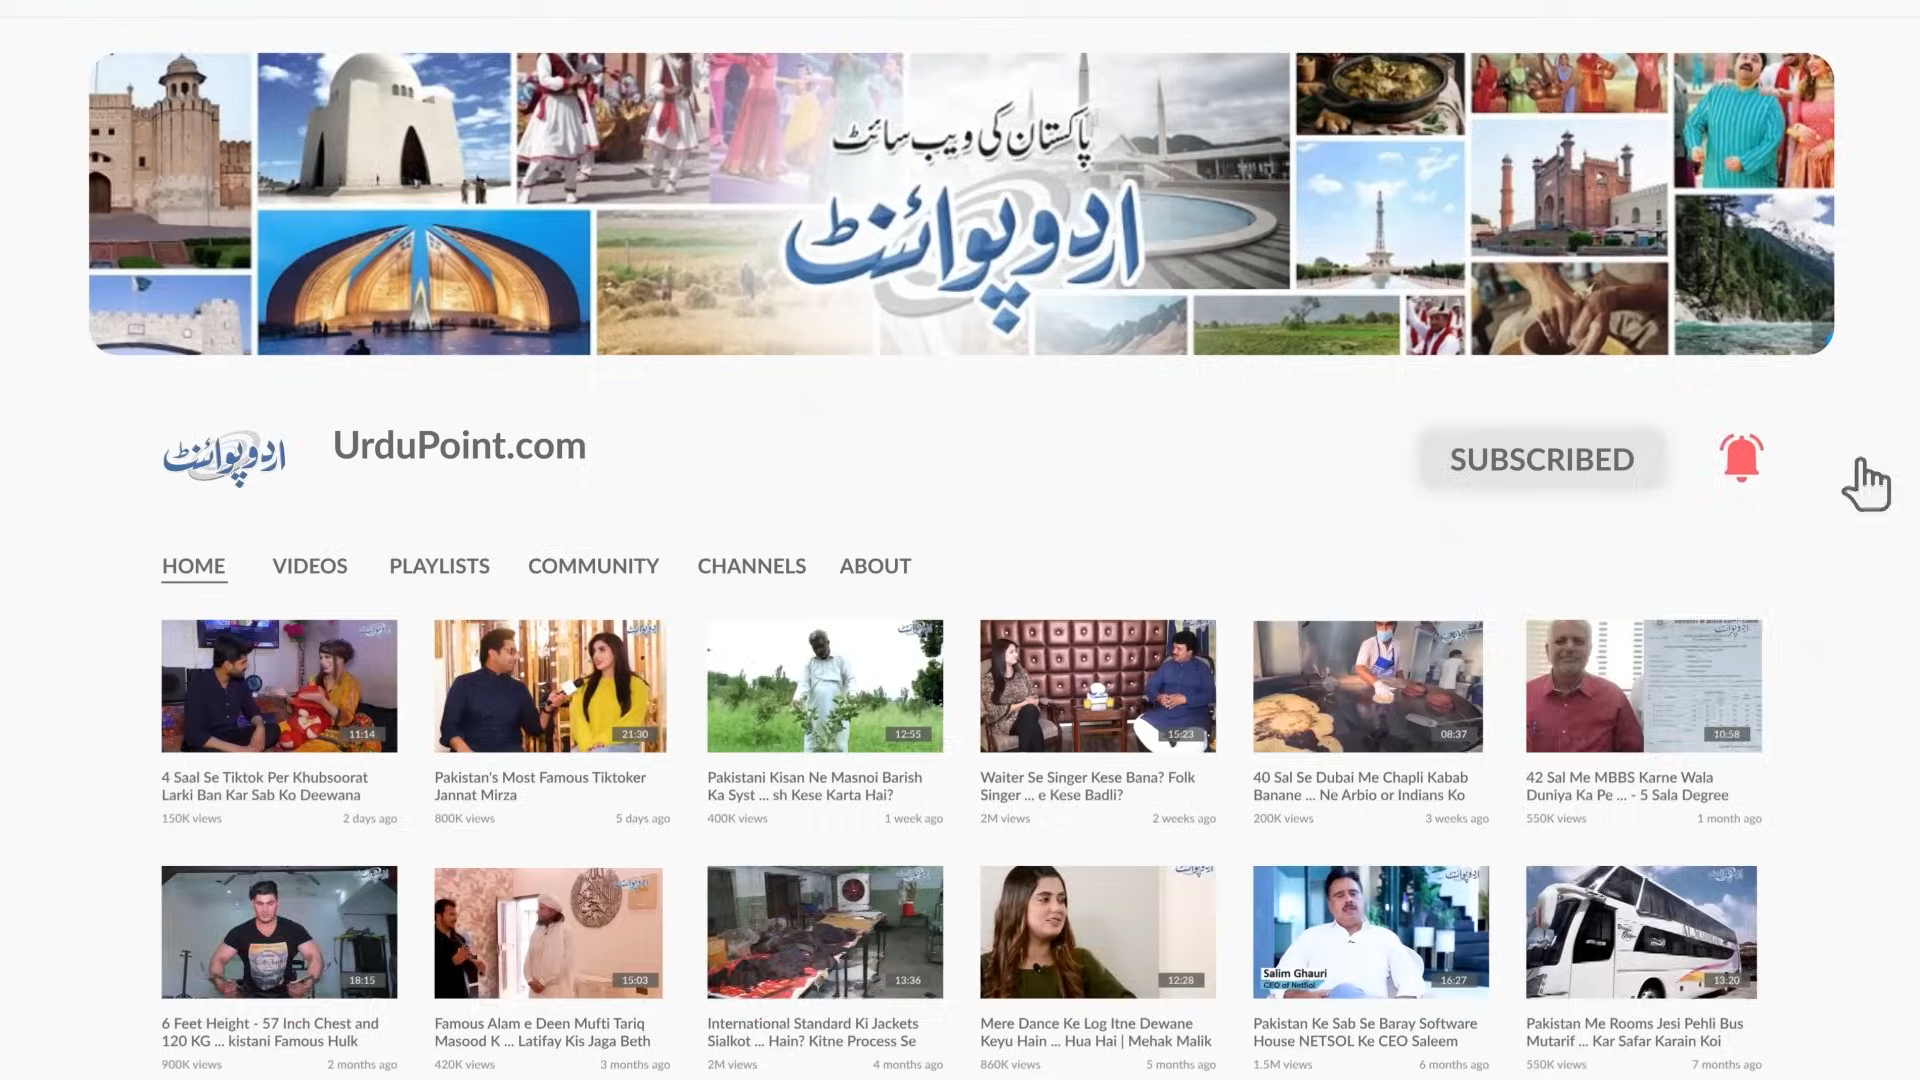 پاکستان کی ویب سائٹ
اردو پوائنٹ
اردو پوائنٹ
UrduPoint.com
SUBSCRIBED
HOME VIDEOS PLAYLISTS COMMUNITY CHANNELS ABOUT
11:14 21:30 12:55 15:23 08:37 10:58
4 Saal Se Tiktok Per Khubsoorat
Larki Ban Kar Sab Ko Deewana
150K views 2 days ago
Pakistan's Most Famous Tiktoker
Jannat Mirza
800K views 5 days ago
Pakistani Kisan Ne Masnoi Barish
Ka Syst ... sh Kese Karta Hai?
400K views 1 week ago
Waiter Se Singer Kese Bana? Folk
Singer ... e Kese Badli?
2M views 2 weeks ago
40 Sal Se Dubai Me Chapli Kabab
Banane ... Ne Arbio or Indians Ko
200K views 3 weeks ago
42 Sal Me MBBS Karne Wala
Duniya Ka Pe ... - 5 Sala Degree
550K views 1 month ago
Salim Ghauri
CEO of NetSol
18:15 15:03 13:36 12:28 16:27 13:20
6 Feet Height - 57 Inch Chest and
120 KG ... kistani Famous Hulk
900K views 2 months ago
Famous Alam e Deen Mufti Tariq
Masood K ... Latifay Kis Jaga Beth
420K views 3 months ago
International Standard Ki Jackets
Sialkot ... Hain? Kitne Process Se
2M views 4 months ago
Mere Dance Ke Log Itne Dewane
Keyu Hain ... Hua Hai | Mehak Malik
860K views 5 months ago
Pakistan Ke Sab Se Baray Software
House NETSOL Ke CEO Saleem
1.5M views 6 months ago
Pakistan Me Rooms Jesi Pehli Bus
Mutarif ... Kar Safar Karain Koi
550K views 7 months ago